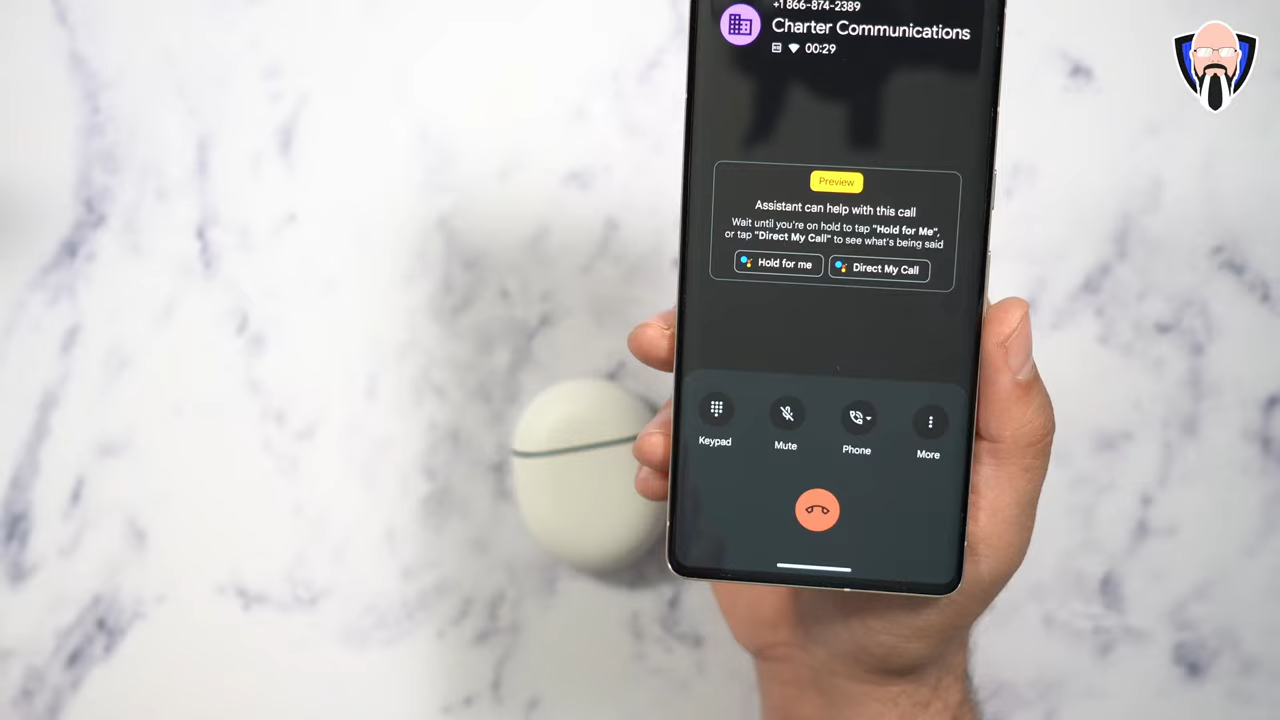 +1 866-874-2389
Charter Communications
00:29
Preview
Assistant can help with this call
Wait until you're on hold to tap "Hold for Me",
or tap "Direct My Call" to see what's being said
Hold for me
Direct My Call
Keypad
Mute
Phone
More